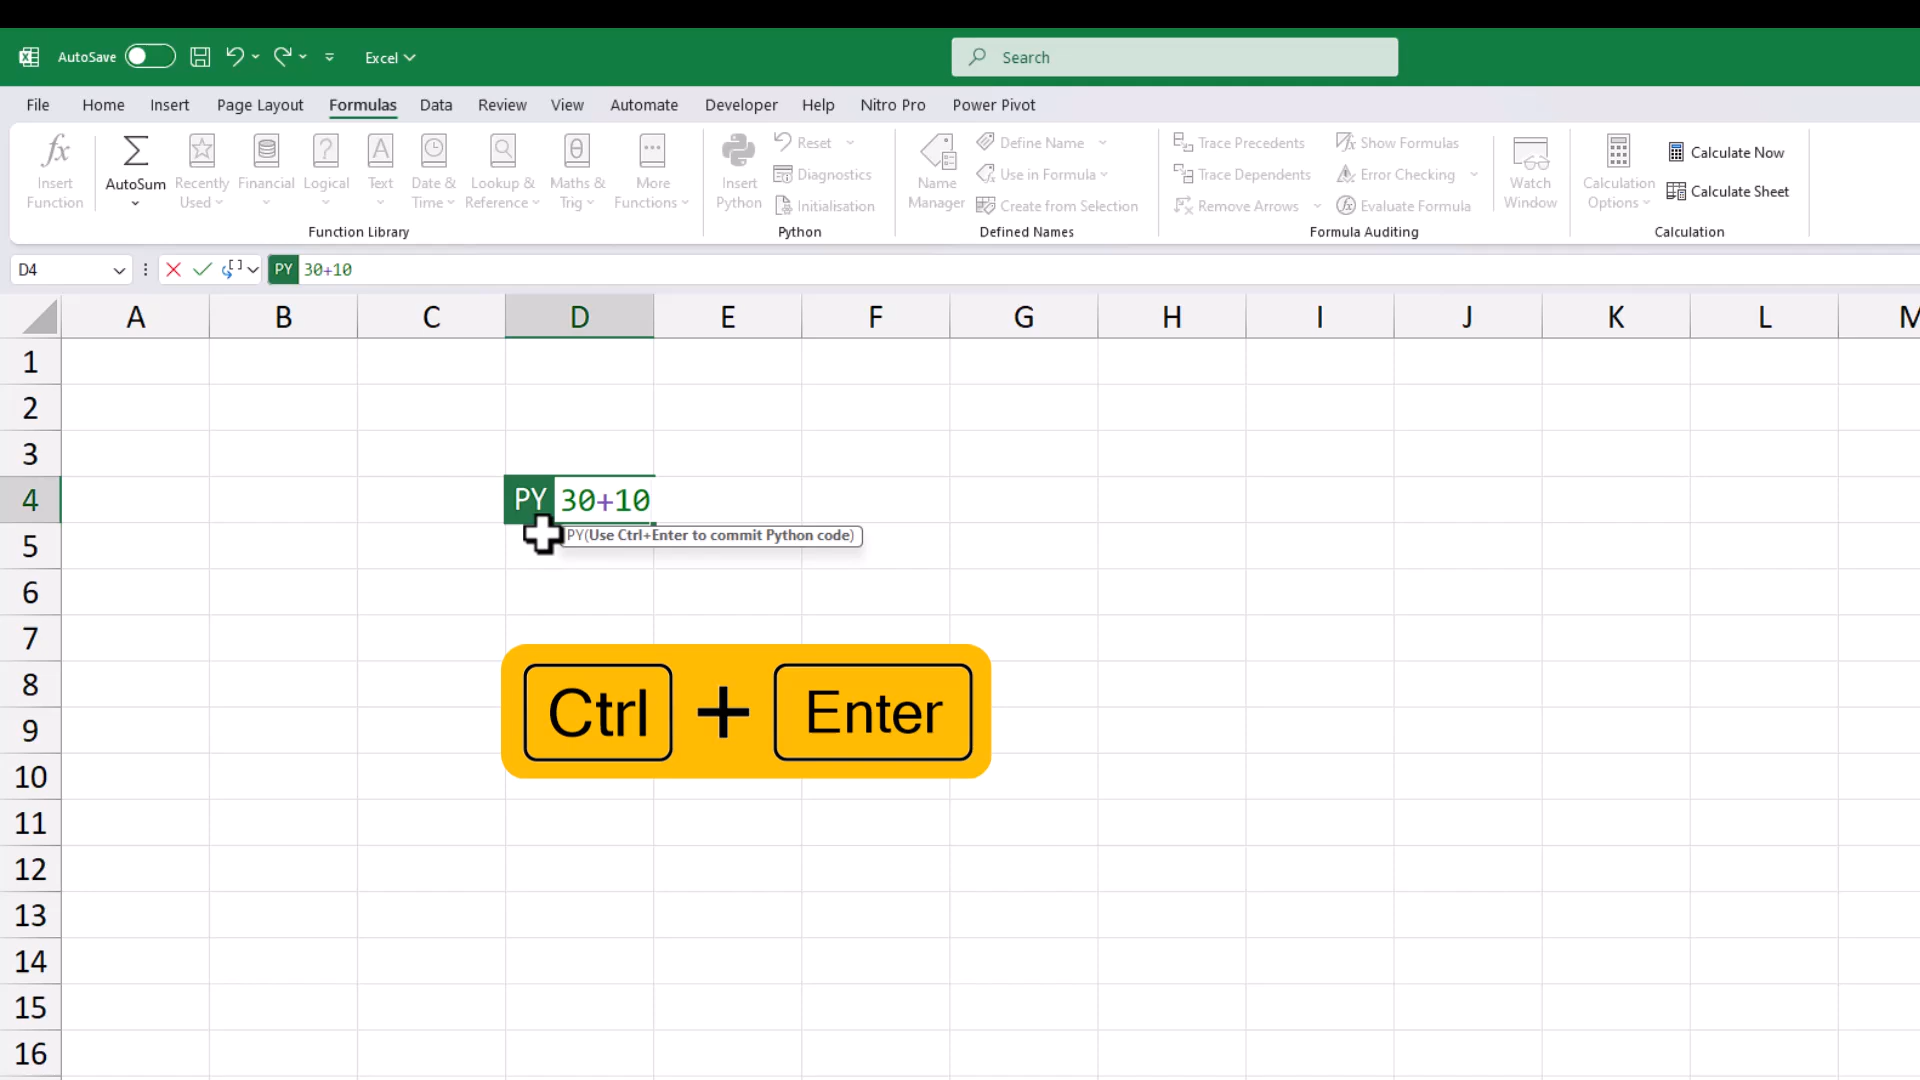 AutoSave Excel Search
File Home Insert Page Layout Formulas Data Review View Automate Developer Help Nitro Pro Power Pivot
fx Insert Function
AutoSum
Recently Used
Financial
Logical
Text
Date & Time
Lookup & Reference
Maths & Trig
More Functions
Function Library
Insert Python
Reset
Diagnostics
Initialisation
Python
Name Manager
Define Name
Use in Formula
Create from Selection
Defined Names
Trace Precedents
Trace Dependents
Remove Arrows
Show Formulas
Error Checking
Evaluate Formula
Watch Window
Formula Auditing
Calculation Options
Calculate Now
Calculate Sheet
Calculation
D4 PY 30+10
A B C D E F G H I J K L M
1
2
3
4 PY 30+10
5 PY(Use Ctrl+Enter to commit Python code)
6
7
8
Ctrl + Enter
9
10
11
12
13
14
15
16